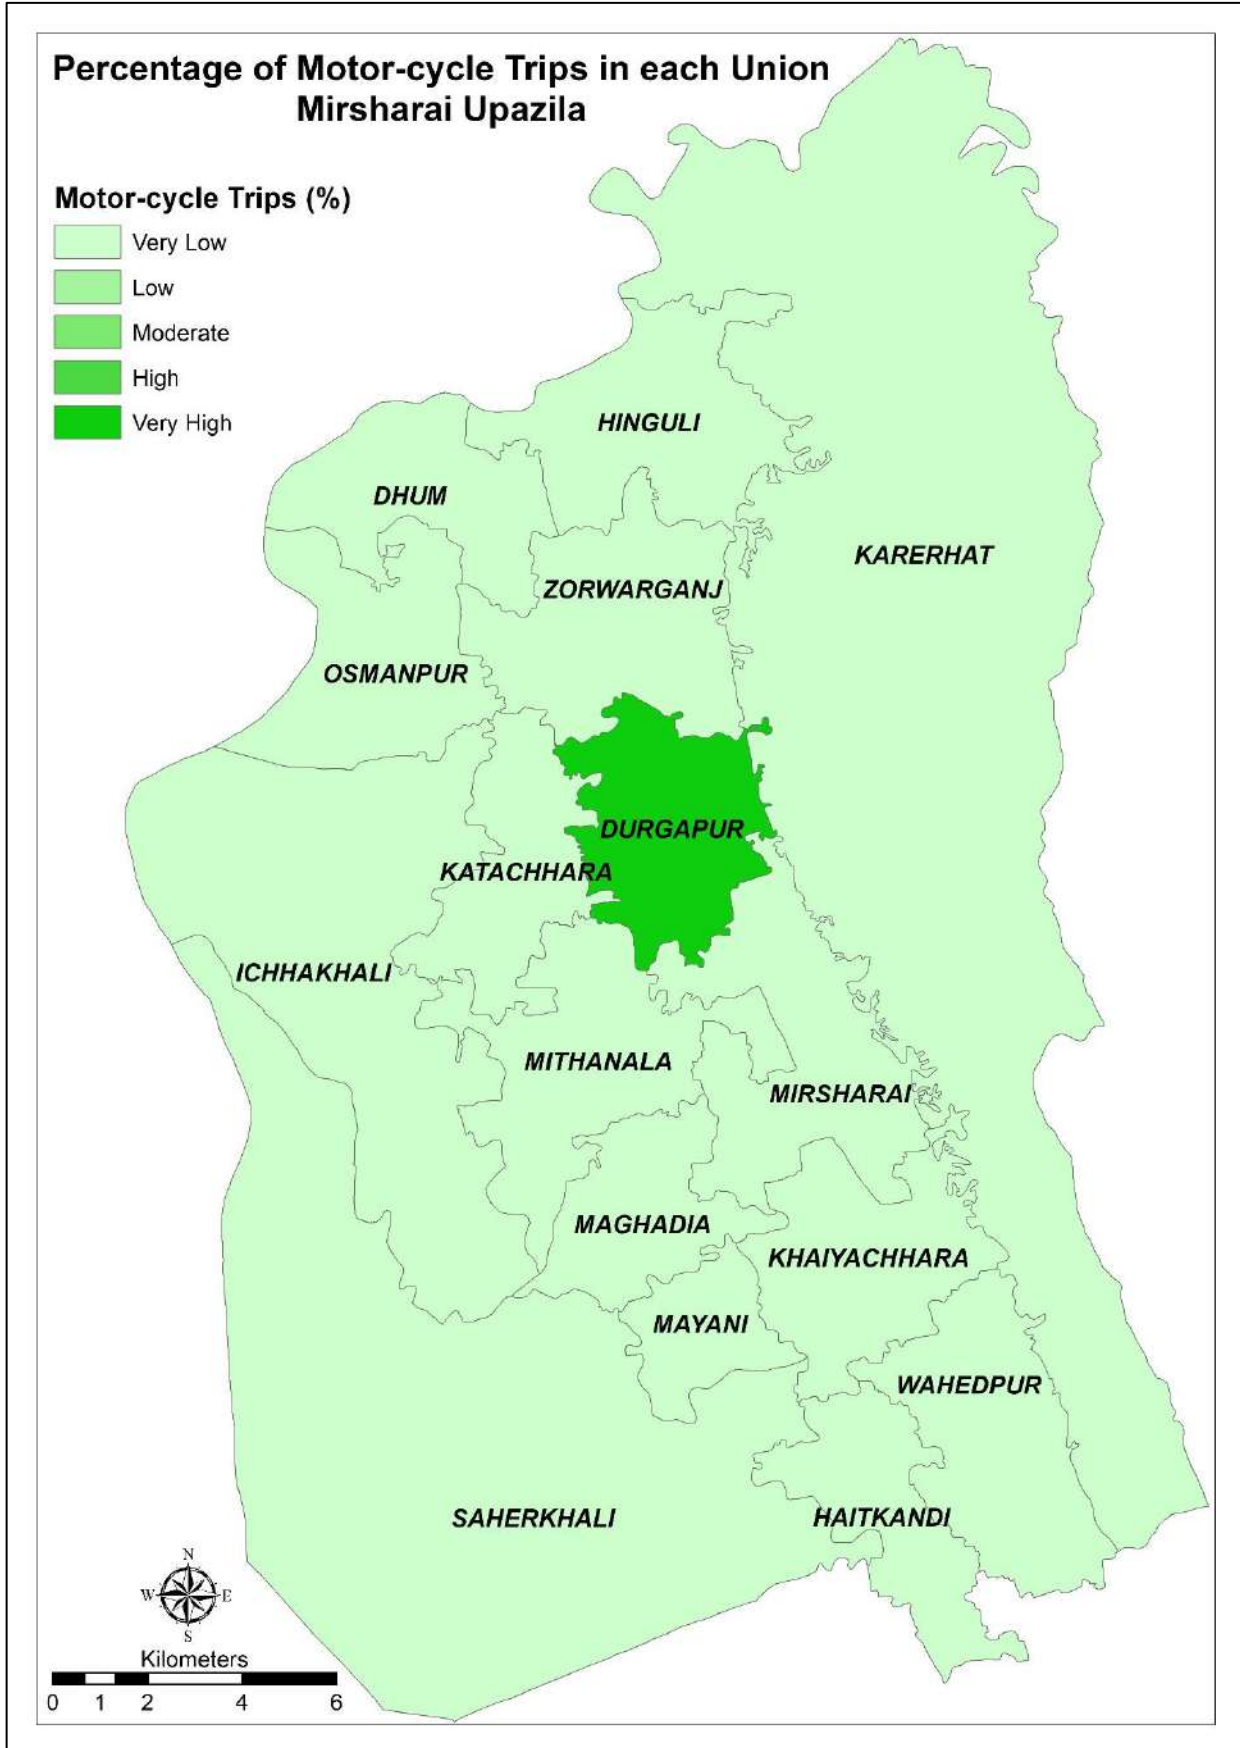 Percentage of Motor-cycle Trips in each Union
Mirsharai Upazila
Motor-cycle Trips (%)
Very Low
Low
Moderate
High
Very High
HINGULI
DHUM
KARERHAT
ZORWARGANJ
OSMANPUR
DURGAPUR
KATACHHARA
ICHHAKHALI
MITHANALA
MIRSHARAI
MAGHADIA
KHAIYACHHARA
MAYANI
WAHEDPUR
SAHERKHALI
HAITKANDI
N
W E
S
Kilometers
0 1 2 4 6